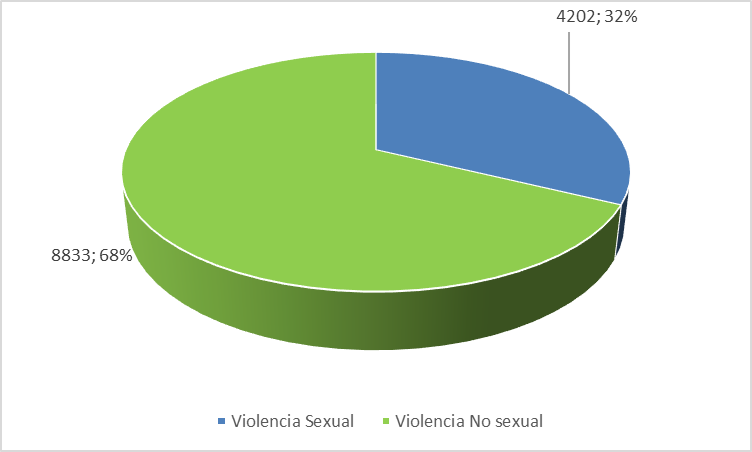 4202; 32%
8833; 68%
Violencia Sexual
Violencia No sexual